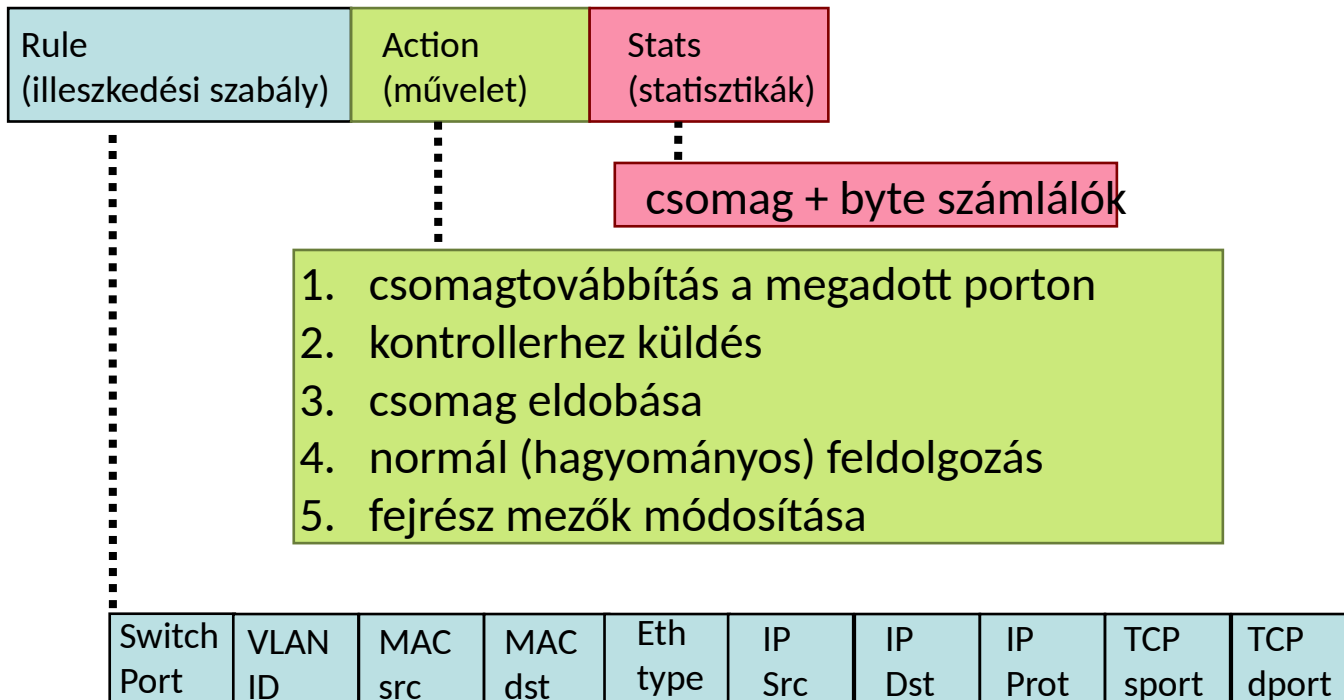 Rule
(illeszkedési szabály)
Action
(művelet)
Stats
(statisztikák)
csomag + byte számlálók
1. csomagtovábbítás a megadott porton
2. kontrollerhez küldés
3. csomag eldobása
4. normál (hagyományos) feldolgozás
5. fejrész mezők módosítása
Switch
Port
VLAN
ID
MAC
src
MAC
dst
Eth
type
IP
Src
IP
Dst
IP
Prot
TCP
sport
TCP
dport